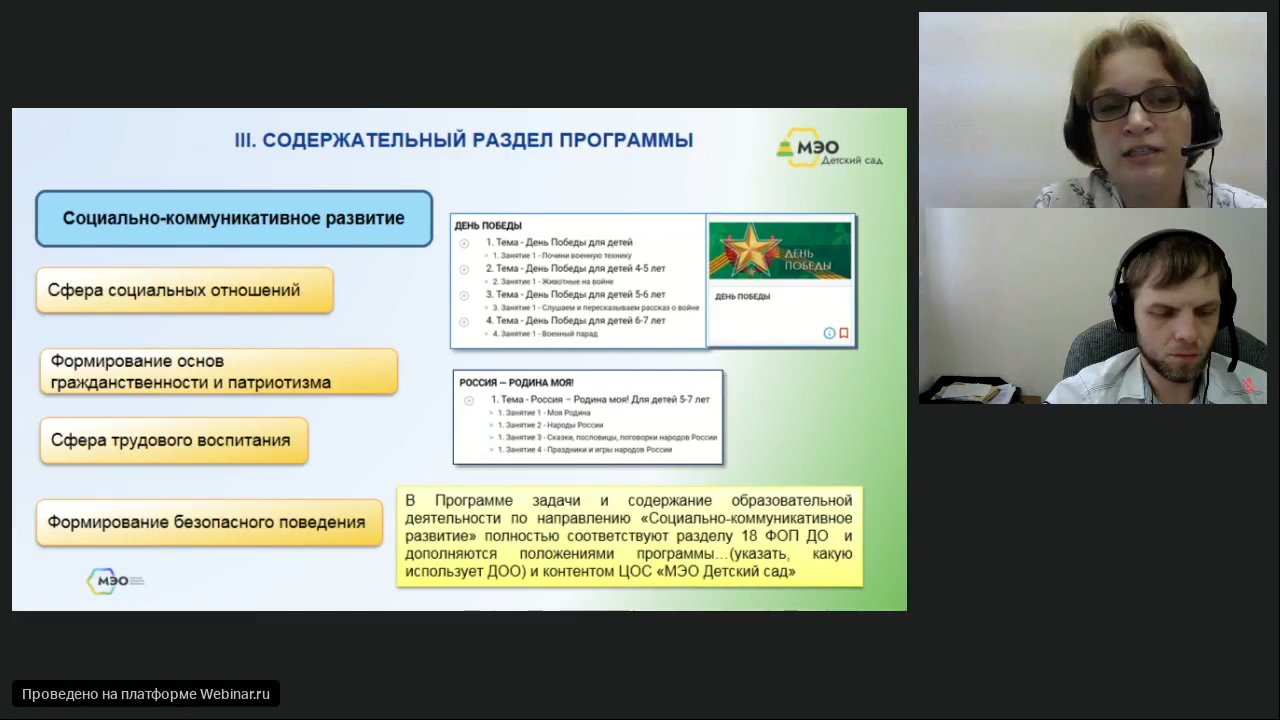 III. СОДЕРЖАТЕЛЬНЫЙ РАЗДЕЛ ПРОГРАММЫ
МЭО
Детский сад
Социально-коммуникативное развитие
Сфера социальных отношений
Формирование основ
гражданственности и патриотизма
Сфера трудового воспитания
Формирование безопасного поведения
ДЕНЬ ПОБЕДЫ
1. Тема - День Победы для детей
1. Занятие 1 - Почини военную технику
2. Тема - День Победы для детей 4-5 лет
2. Занятие 1 - Животные на войне
3. Тема - День Победы для детей 5-6 лет
3. Занятие 1 - Слушаем и пересказываем рассказ о войне
4. Тема - День Победы для детей 6-7 лет
4. Занятие 1 - Военный парад
ДЕНЬ
ПОБЕДЫ
ДЕНЬ ПОБЕДЫ
РОССИЯ — РОДИНА МОЯ!
1. Тема - Россия – Родина моя! Для детей 5-7 лет
1. Занятие 1 - Моя Родина
1. Занятие 2 - Народы России
1. Занятие 3 - Сказки, пословицы, поговорки народов России
1. Занятие 4 - Праздники и игры народов России
В Программе задачи и содержание образовательной
деятельности по направлению «Социально-коммуникативное
развитие» полностью соответствуют разделу 18 ФОП ДО и
дополняются положениями программы…(указать, какую
использует ДОО) и контентом ЦОС «МЭО Детский сад»
МЭО
Проведено на платформе Webinar.ru